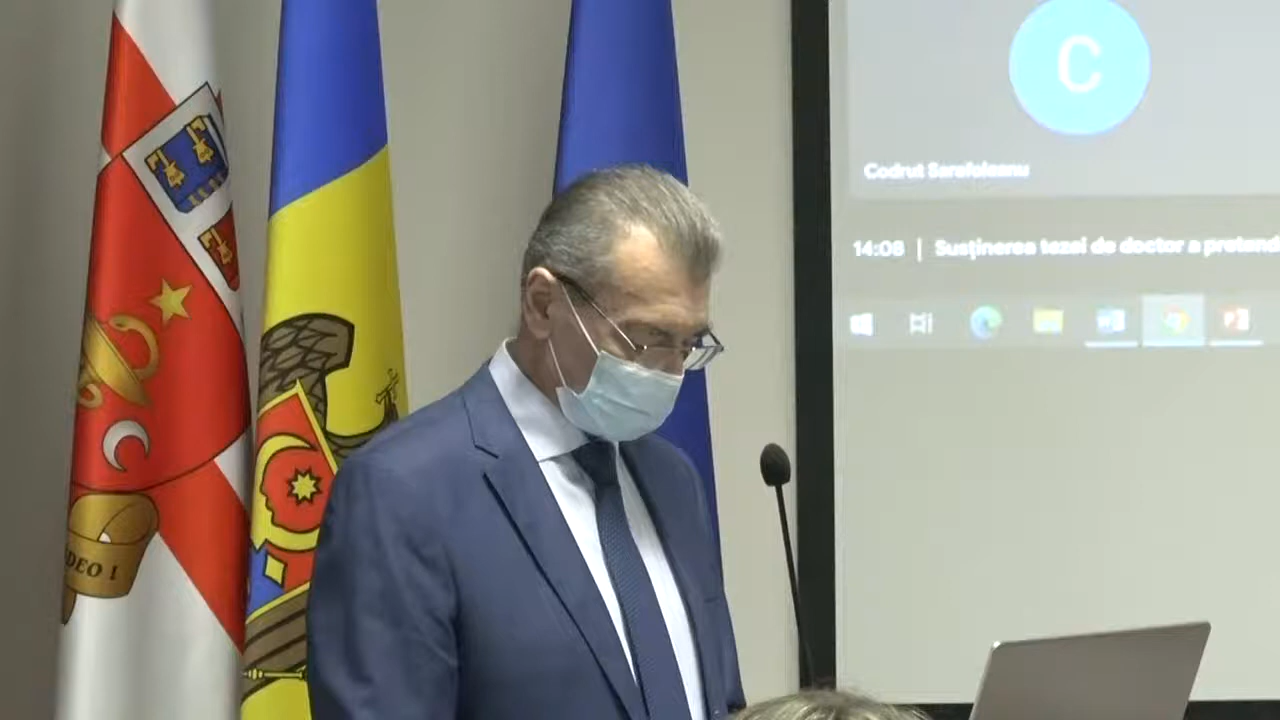 C
Codrut Sarafoleanu
14:08 | Susținerea tezei de doctor a pretend
DEO I